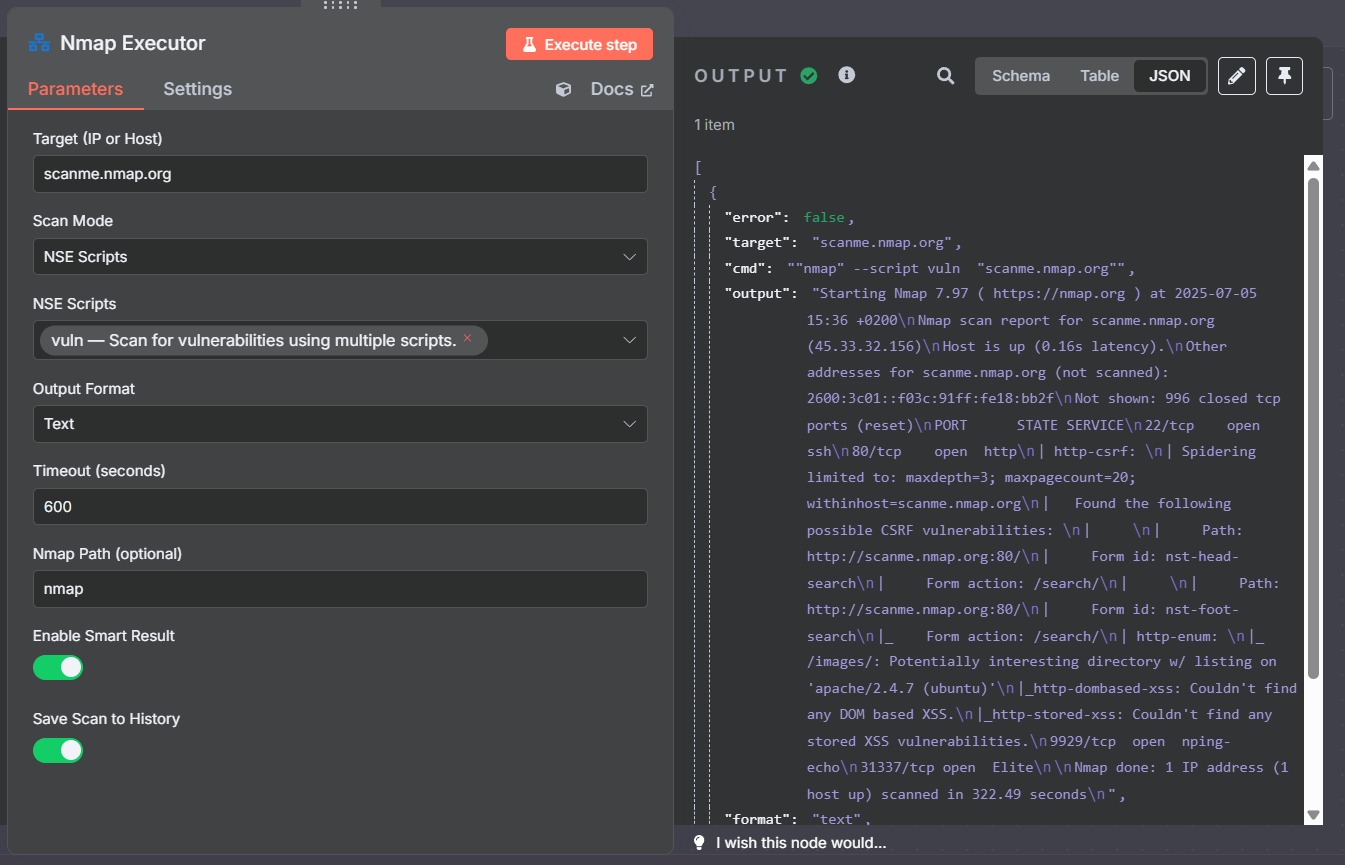 Nmap Executor
Execute step
Parameters
Settings
Docs
Target (IP or Host)
scanme.nmap.org
Scan Mode
NSE Scripts
NSE Scripts
vuln — Scan for vulnerabilities using multiple scripts. ×
Output Format
Text
Timeout (seconds)
600
Nmap Path (optional)
nmap
Enable Smart Result
Save Scan to History
OUTPUT
Schema
Table
JSON
1 item
[
{
"error": false,
"target": "scanme.nmap.org",
"cmd": ""nmap" --script vuln  "scanme.nmap.org"",
"output": "Starting Nmap 7.97 ( https://nmap.org ) at 2025-07-05
15:36 +0200\nNmap scan report for scanme.nmap.org
(45.33.32.156)\nHost is up (0.16s latency).\nOther
addresses for scanme.nmap.org (not scanned):
2600:3c01::f03c:91ff:fe18:bb2f\nNot shown: 996 closed tcp
ports (reset)\nPORT      STATE SERVICE\n22/tcp    open
ssh\n80/tcp    open  http\n| http-csrf: \n| Spidering
limited to: maxdepth=3; maxpagecount=20;
withinhost=scanme.nmap.org\n|   Found the following
possible CSRF vulnerabilities: \n|     \n|     Path:
http://scanme.nmap.org:80/\n|     Form id: nst-head-
search\n|     Form action: /search/\n|     \n|     Path:
http://scanme.nmap.org:80/\n|     Form id: nst-foot-
search\n|_    Form action: /search/\n| http-enum: \n|_
/images/: Potentially interesting directory w/ listing on
'apache/2.4.7 (ubuntu)'\n|_http-dombased-xss: Couldn't find
any DOM based XSS.\n|_http-stored-xss: Couldn't find any
stored XSS vulnerabilities.\n9929/tcp  open  nping-
echo\n31337/tcp open  Elite\n\nNmap done: 1 IP address (1
host up) scanned in 322.49 seconds\n",
"format": "text",
I wish this node would...